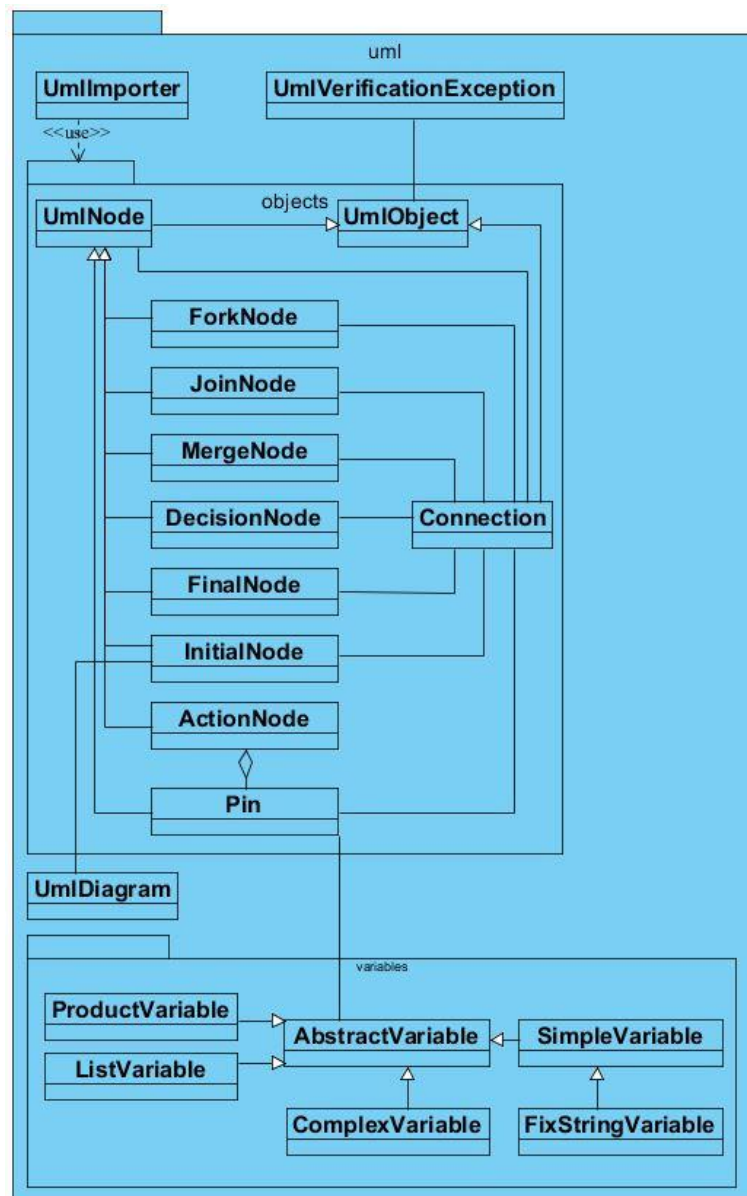 uml
UmlImporter
UmlVerificationException
<<use>>
objects
UmlNode
UmlObject
ForkNode
JoinNode
MergeNode
DecisionNode
Connection
FinalNode
InitialNode
ActionNode
Pin
UmlDiagram
variables
ProductVariable
AbstractVariable
SimpleVariable
ListVariable
ComplexVariable
FixStringVariable